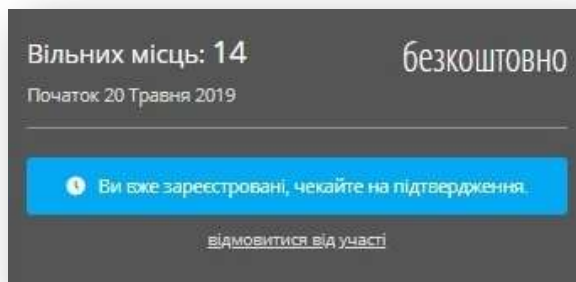 Вільних місць: 14
безкоштовно
Початок 20 Травня 2019
Ви вже зареєстровані, чекайте на підтвердження.
відмовитися від участі